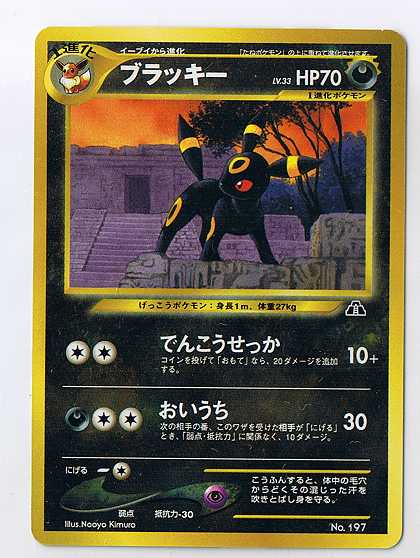 1進化
イーブイから進化
「たねポケモン」の上に重ねて進化させます。
ブラッキー
LV.33 HP70
1進化ポケモン
げっこうポケモン：身長1m、体重27kg
でんこうせっか
10+
コインを投げて「おもて」なら、20ダメージを追加
する。
おいうち
30
次の相手の番、このワザを受けた相手が「にげる」
とき、「弱点・抵抗力」に関係なく、10ダメージ。
にげる
弱点 抵抗力-30
こうふんすると、体中の毛穴
からどくその混じった汗を
吹きとばし身を守る。
Illus.Naoyo Kimuro
No. 197